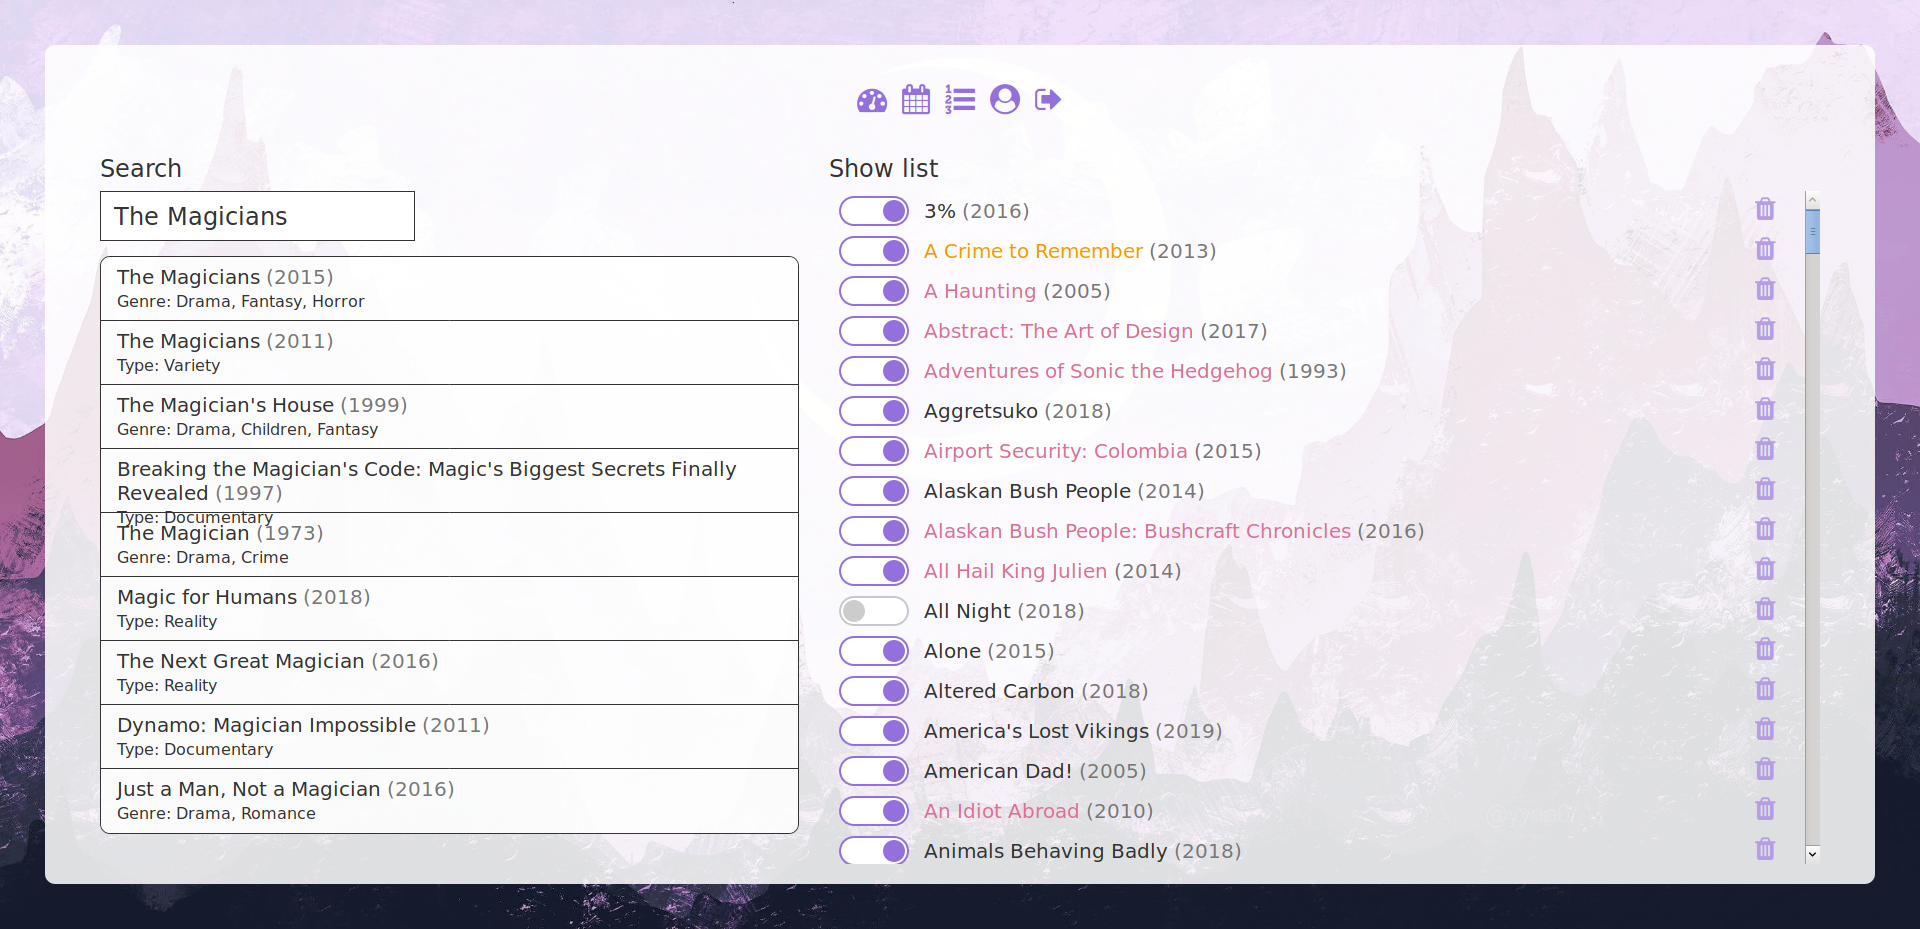 Search
The Magicians
The Magicians (2015)
Genre: Drama, Fantasy, Horror
The Magicians (2011)
Type: Variety
The Magician's House (1999)
Genre: Drama, Children, Fantasy
Breaking the Magician's Code: Magic's Biggest Secrets Finally
Revealed (1997)
Type: Documentary
The Magician (1973)
Genre: Drama, Crime
Magic for Humans (2018)
Type: Reality
The Next Great Magician (2016)
Type: Reality
Dynamo: Magician Impossible (2011)
Type: Documentary
Just a Man, Not a Magician (2016)
Genre: Drama, Romance
Show list
3% (2016)
A Crime to Remember (2013)
A Haunting (2005)
Abstract: The Art of Design (2017)
Adventures of Sonic the Hedgehog (1993)
Aggretsuko (2018)
Airport Security: Colombia (2015)
Alaskan Bush People (2014)
Alaskan Bush People: Bushcraft Chronicles (2016)
All Hail King Julien (2014)
All Night (2018)
Alone (2015)
Altered Carbon (2018)
America's Lost Vikings (2019)
American Dad! (2005)
An Idiot Abroad (2010)
Animals Behaving Badly (2018)